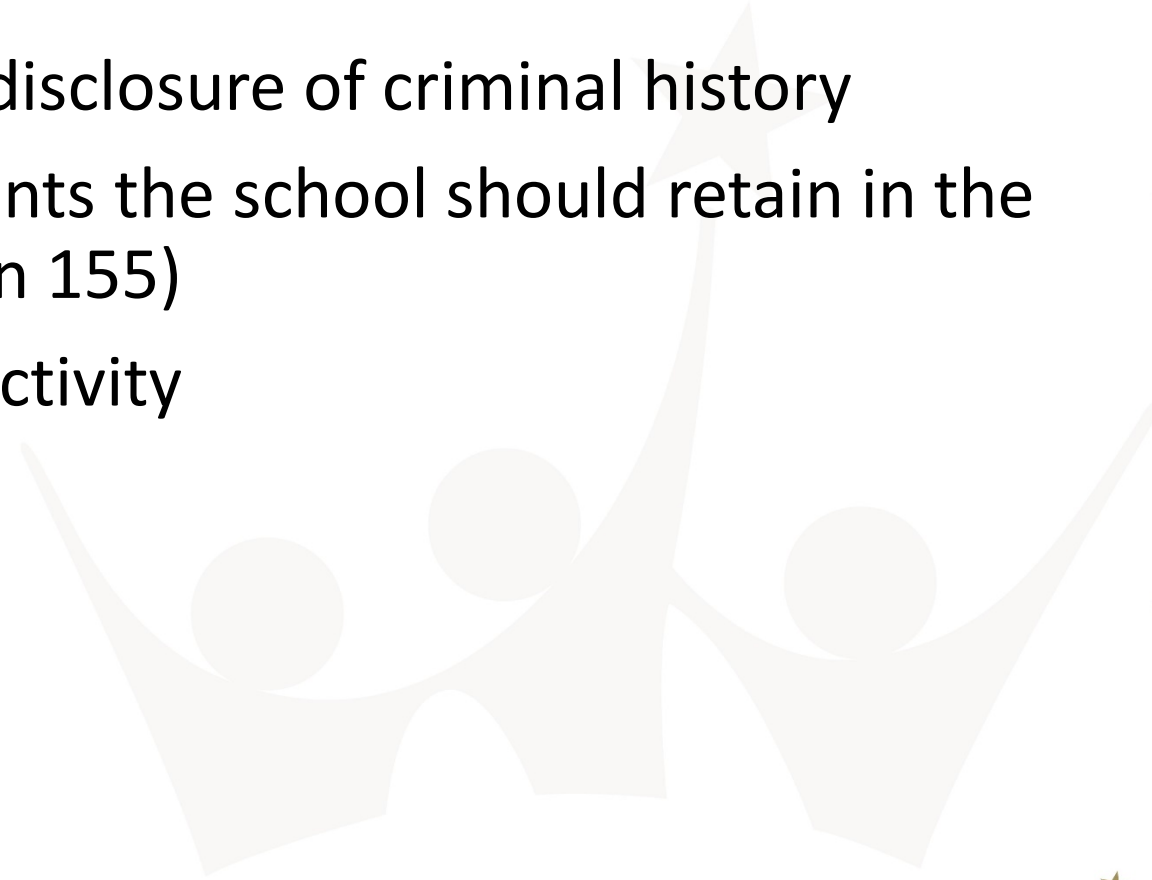 disclosure of criminal history
nts the school should retain in the
n 155)
ctivity